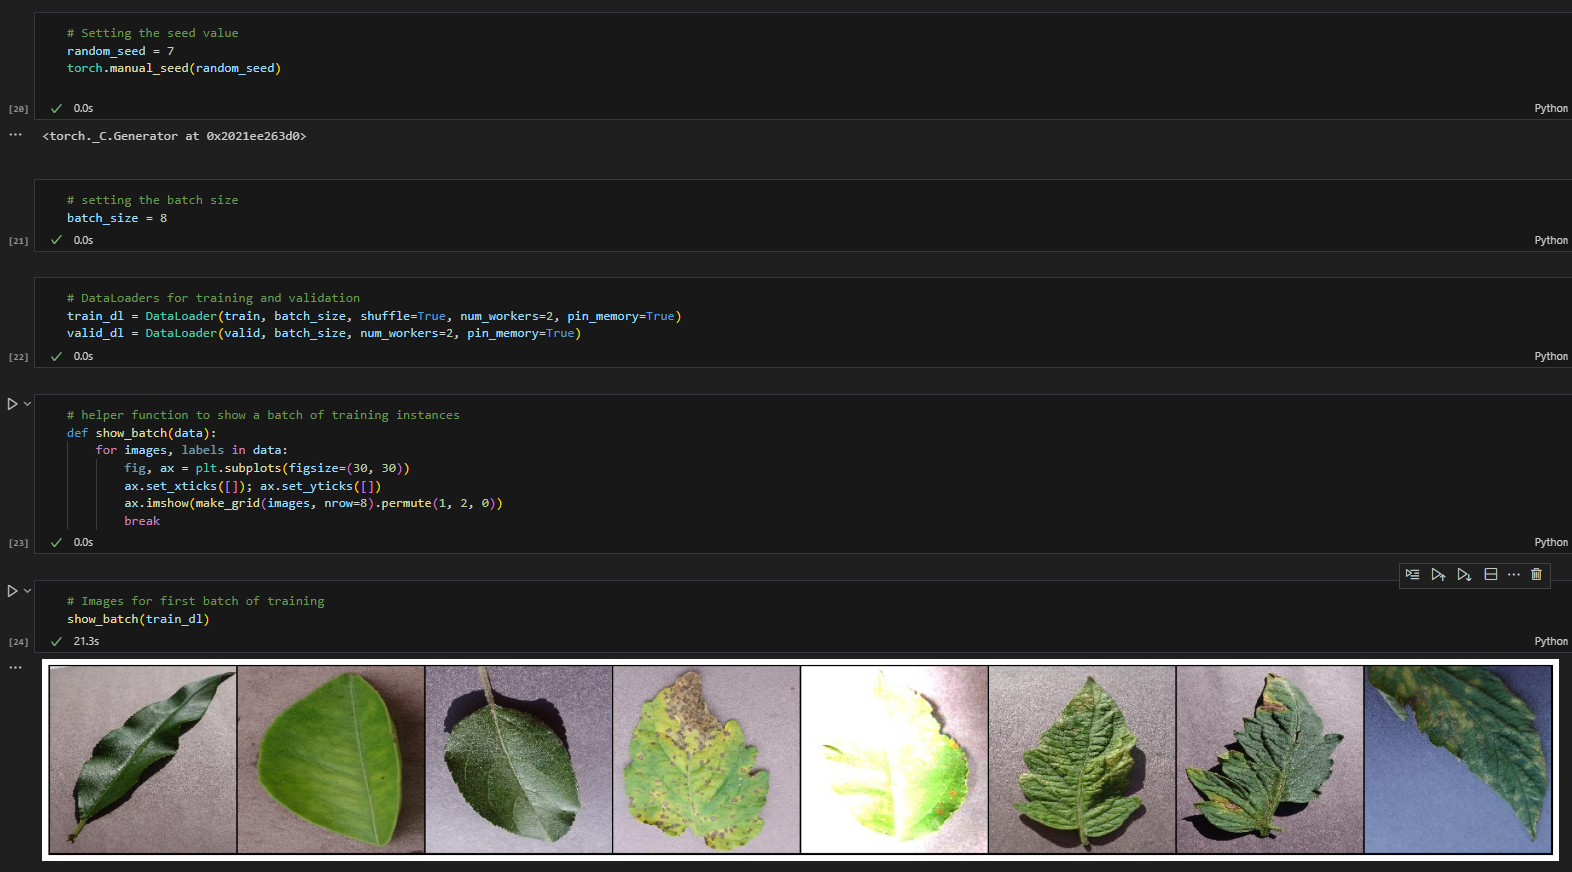 # Setting the seed value
random_seed = 7
torch.manual_seed(random_seed)
[20]
0.0s
Python
... <torch._C.Generator at 0x2021ee263d0>
# setting the batch size
batch_size = 8
[21]
0.0s
Python
# DataLoaders for training and validation
train_dl = DataLoader(train, batch_size, shuffle=True, num_workers=2, pin_memory=True)
valid_dl = DataLoader(valid, batch_size, num_workers=2, pin_memory=True)
[22]
0.0s
Python
# helper function to show a batch of training instances
def show_batch(data):
    for images, labels in data:
        fig, ax = plt.subplots(figsize=(30, 30))
        ax.set_xticks([]); ax.set_yticks([])
        ax.imshow(make_grid(images, nrow=8).permute(1, 2, 0))
        break
[23]
0.0s
Python
# Images for first batch of training
show_batch(train_dl)
[24]
21.3s
Python
...